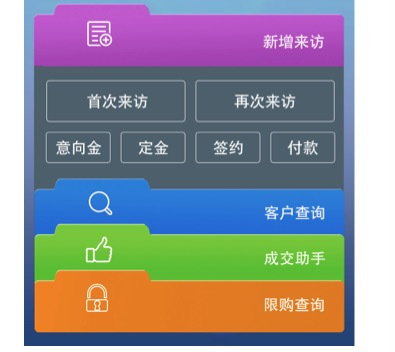 新增来访
首次来访 再次来访
意向金 定金 签约 付款
客户查询
成交助手
限购查询